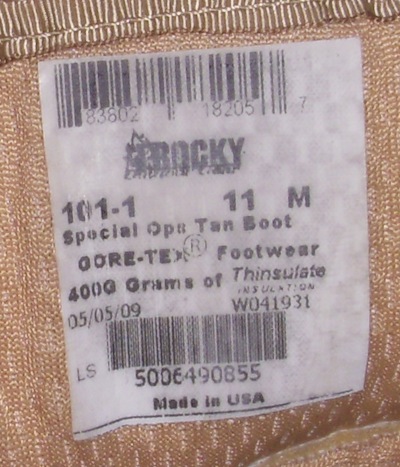 83602 18205 7
ROCKY
101-1 11 M
Special Ops Tan Boot
GORE-TEX® Footwear
400G Grams of Thinsulate
INSULATION
05/05/09 W041931
LS 5006490855
Made in USA